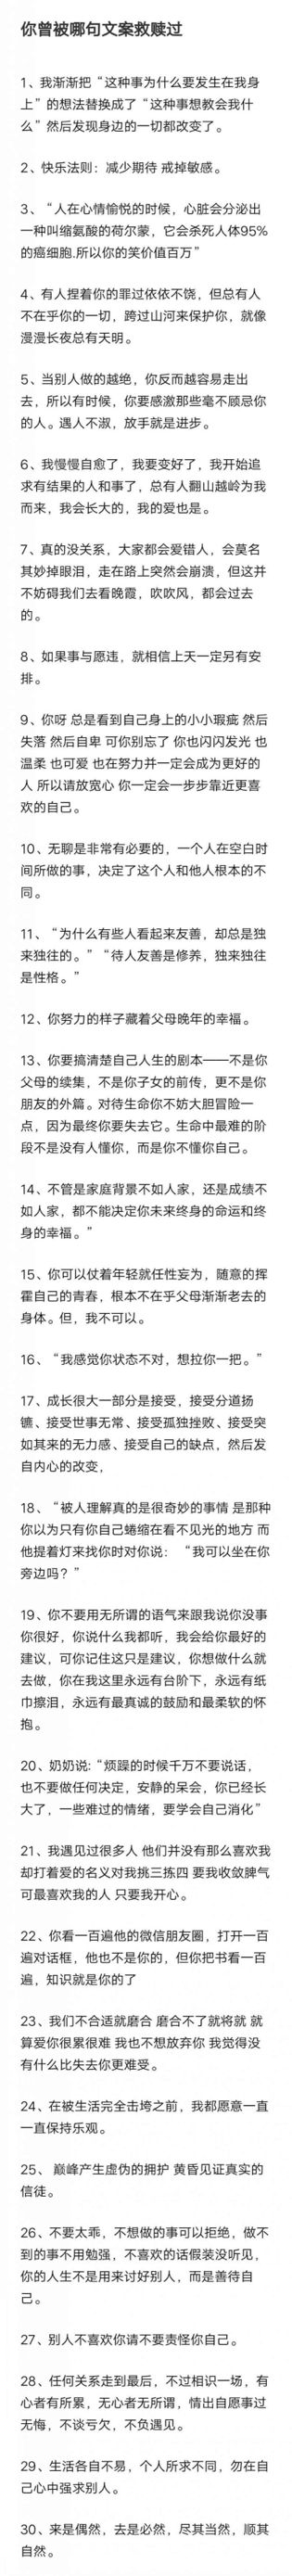 你曾被哪句文案救赎过
1、我渐渐把“这种事为什么要发生在我身
上”的想法替换成了“这种事想教会我什
么”然后发现身边的一切都改变了。
2、快乐法则：减少期待 戒掉敏感。
3、“人在心情愉悦的时候，心脏会分泌出
一种叫缩氨酸的荷尔蒙，它会杀死人体95%
的癌细胞.所以你的笑价值百万”
4、有人捏着你的罪过依依不饶，但总有人
不在乎你的一切，跨过山河来保护你，就像
漫漫长夜总有天明。
5、当别人做的越绝，你反而越容易走出
去，所以有时候，你要感激那些毫不顾忌你
的人。遇人不淑，放手就是进步。
6、我慢慢自愈了，我要变好了，我开始追
求有结果的人和事了，总有人翻山越岭为我
而来，我会长大的，我的爱也是。
7、真的没关系，大家都会爱错人，会莫名
其妙掉眼泪，走在路上突然会崩溃，但这并
不妨碍我们去看晚霞，吹吹风，都会过去
的。
8、如果事与愿违，就相信上天一定另有安
排。
9、你呀 总是看到自己身上的小小瑕疵 然后
失落 然后自卑 可你别忘了 你也闪闪发光 也
温柔 也可爱 也在努力并一定会成为更好的
人 所以请放宽心 你一定会一步步靠近更喜
欢的自己。
10、无聊是非常有必要的，一个人在空白时
间所做的事，决定了这个人和他人根本的不
同。
11、“为什么有些人看起来友善，却总是独
来独往的。”“待人友善是修养，独来独往
是性格。”
12、你努力的样子藏着父母晚年的幸福。
13、你要搞清楚自己人生的剧本——不是你
父母的续集，不是你子女的前传，更不是你
朋友的外篇。对待生命你不妨大胆冒险一
点，因为最终你要失去它。生命中最难的阶
段不是没有人懂你，而是你不懂你自己。
14、不管是家庭背景不如人家，还是成绩不
如人家，都不能决定你未来终身的命运和终
身的幸福。”
15、你可以仗着年轻就任性妄为，随意的挥
霍自己的青春，根本不在乎父母渐渐老去的
身体。但，我不可以。
16、“我感觉你状态不对，想拉你一把。”
17、成长很大一部分是接受，接受分道扬
镳、接受世事无常、接受孤独挫败、接受突
如其来的无力感、接受自己的缺点，然后发
自内心的改变，
18、“被人理解真的是很奇妙的事情 是那种
你以为只有你自己蜷缩在看不见光的地方 而
他提着灯来找你时对你说： “我可以坐在你
旁边吗？”
19、你不要用无所谓的语气来跟我说你没事
你很好，你说什么我都听，我会给你最好的
建议，可你记住这只是建议，你想做什么就
去做，你在我这里永远有台阶下，永远有纸
巾擦泪，永远有最真诚的鼓励和最柔软的怀
抱。
20、奶奶说:“烦躁的时候千万不要说话，
也不要做任何决定，安静的呆会，你已经长
大了，一些难过的情绪，要学会自己消化”
21、我遇见过很多人 他们并没有那么喜欢我
却打着爱的名义对我挑三拣四 要我收敛脾气
可最喜欢我的人 只要我开心。
22、你看一百遍他的微信朋友圈，打开一百
遍对话框，他也不是你的，但你把书看一百
遍，知识就是你的了
23、我们不合适就磨合 磨合不了就将就 就
算爱你很累很难 我也不想放弃你 我觉得没
有什么比失去你更难受。
24、在被生活完全击垮之前，我都愿意一直
一直保持乐观。
25、 巅峰产生虚伪的拥护 黄昏见证真实的
信徒。
26、不要太乖，不想做的事可以拒绝，做不
到的事不用勉强，不喜欢的话假装没听见，
你的人生不是用来讨好别人，而是善待自
己。
27、别人不喜欢你请不要责怪你自己。
28、任何关系走到最后，不过相识一场，有
心者有所累，无心者无所谓，情出自愿事过
无悔，不谈亏欠，不负遇见。
29、生活各自不易，个人所求不同，勿在自
己心中强求别人。
30、来是偶然，去是必然，尽其当然，顺其
自然。